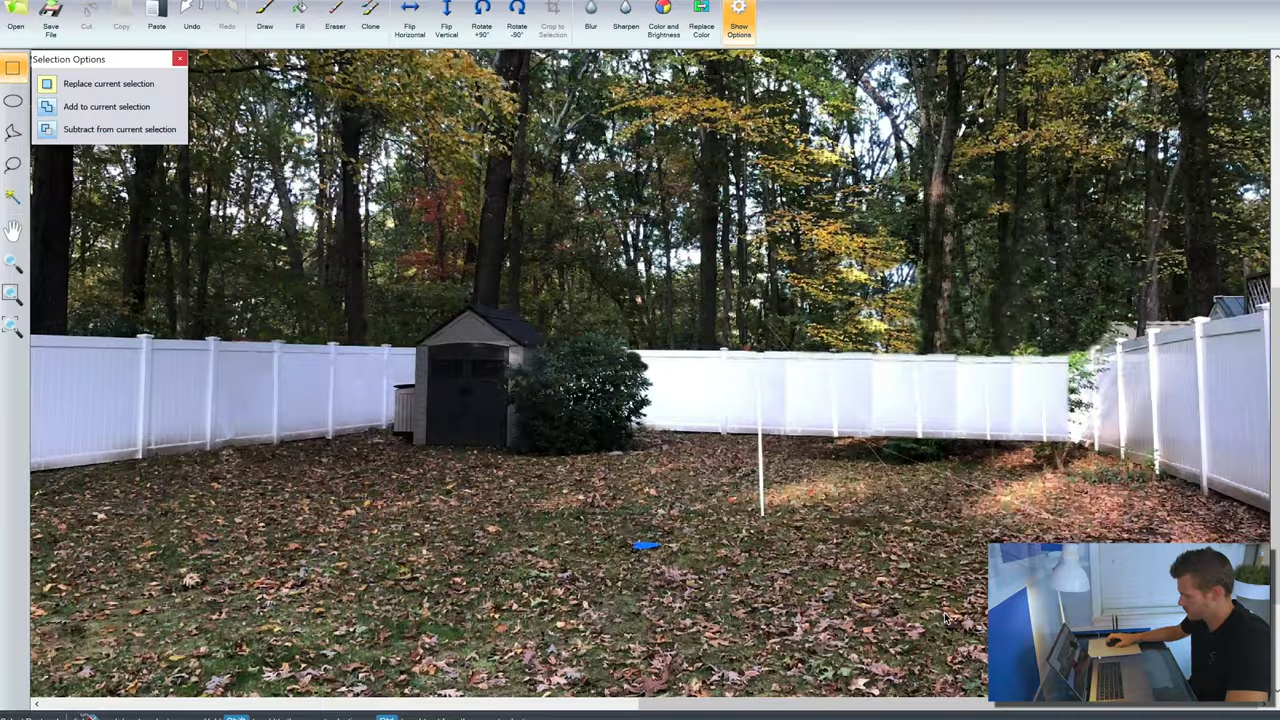 Open
Save File
Cut
Copy
Paste
Undo
Redo
Draw
Fill
Eraser
Clone
Flip Horizontal
Flip Vertical
Rotate +90°
Rotate -90°
Crop to Selection
Blur
Sharpen
Color and Brightness
Replace Color
Show Options
Selection Options
Replace current selection
Add to current selection
Subtract from current selection